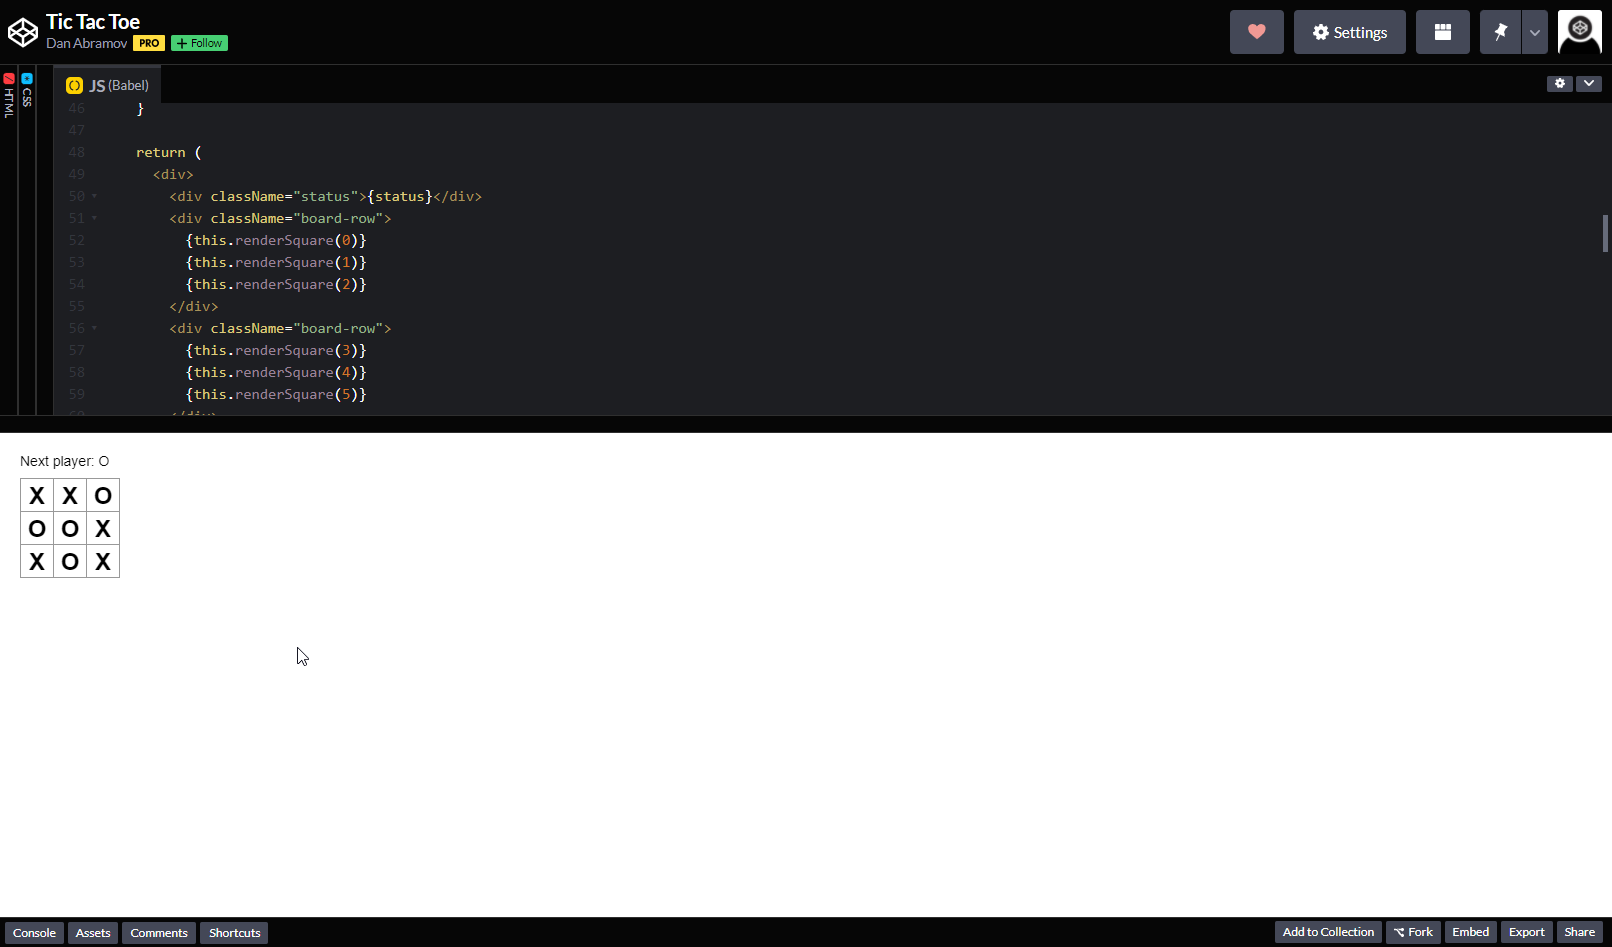 Tic Tac Toe
Dan Abramov PRO + Follow
Settings
HTML
CSS
JS (Babel)
46 }
47
48 return (
49 <div>
50 <div className="status">{status}</div>
51 <div className="board-row">
52 {this.renderSquare(0)}
53 {this.renderSquare(1)}
54 {this.renderSquare(2)}
55 </div>
56 <div className="board-row">
57 {this.renderSquare(3)}
58 {this.renderSquare(4)}
59 {this.renderSquare(5)}
60 </div>
Next player: O
X X O
O O X
X O X
Console Assets Comments Shortcuts Add to Collection Fork Embed Export Share